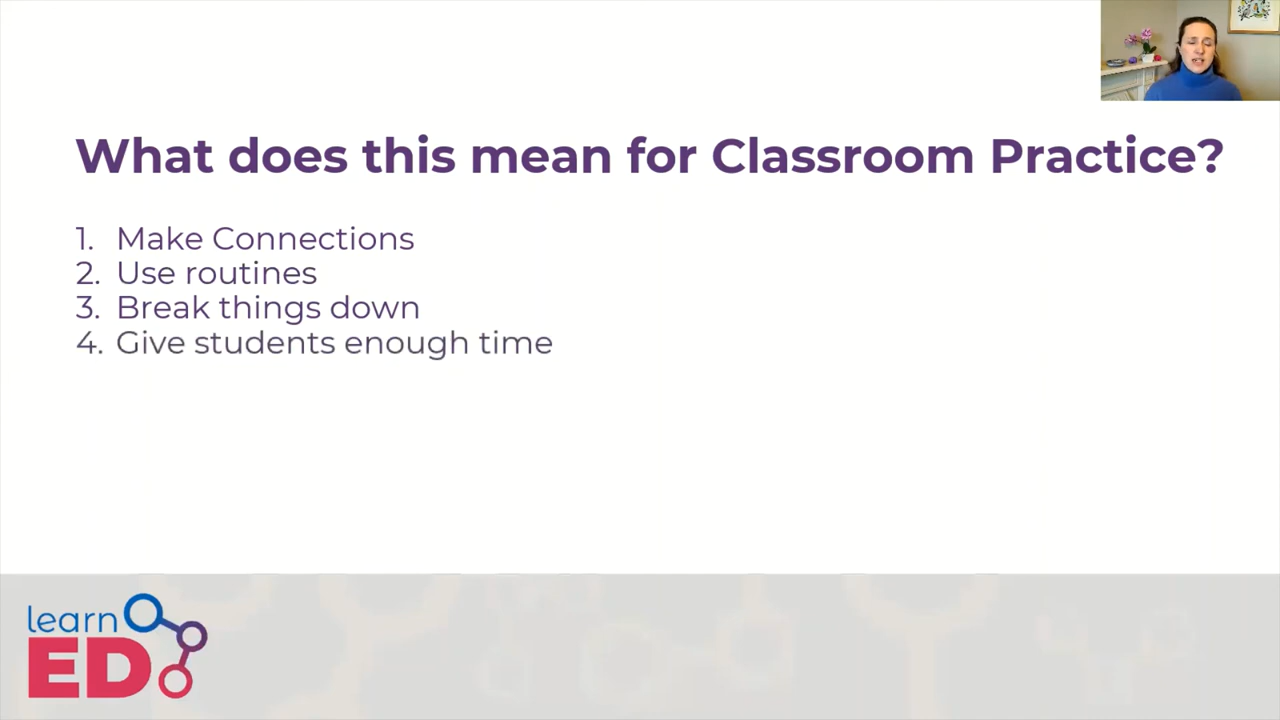 What does this mean for Classroom Practice?
1. Make Connections
2. Use routines
3. Break things down
4. Give students enough time
learn
ED